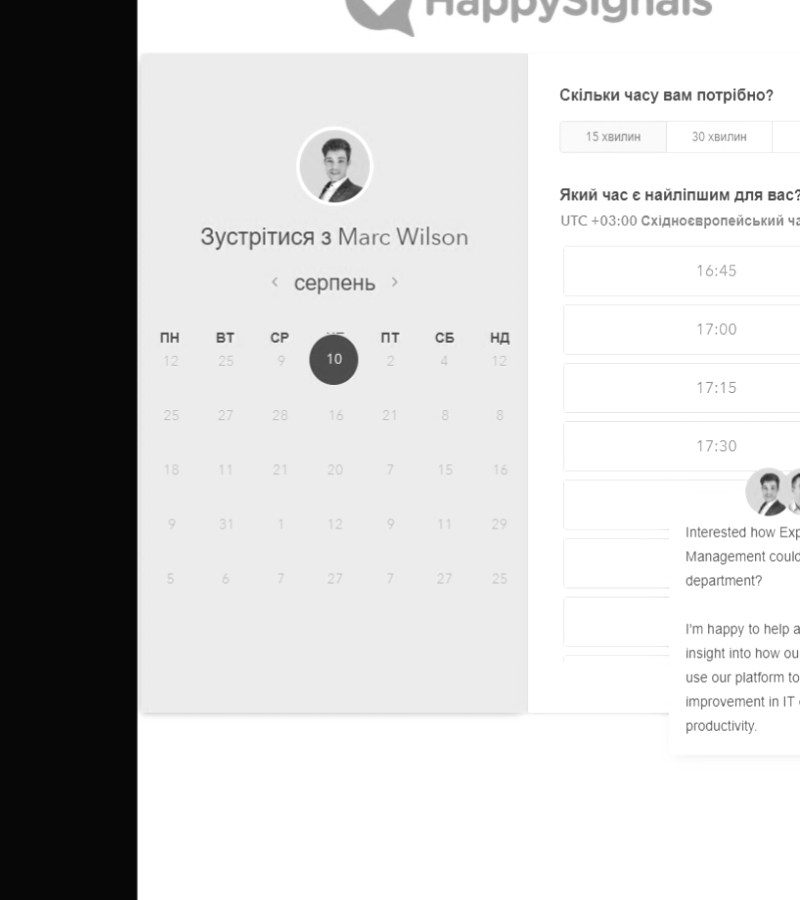 HappySignals
Зустрітися з Marc Wilson
серпень
ПН ВТ СР ПТ СБ НД
12 25 9 10 2 4 12
25 27 28 16 21 8 8
18 11 21 20 7 15 16
9 31 1 12 9 11 29
5 6 7 27 7 27 25
Скільки часу вам потрібно?
15 хвилин 30 хвилин
Який час є найліпшим для вас?
UTC +03:00 Східноєвропейський ча
16:45
17:00
17:15
17:30
Interested how Exp
Management could
department?
I'm happy to help a
insight into how ou
use our platform to
improvement in IT
productivity.